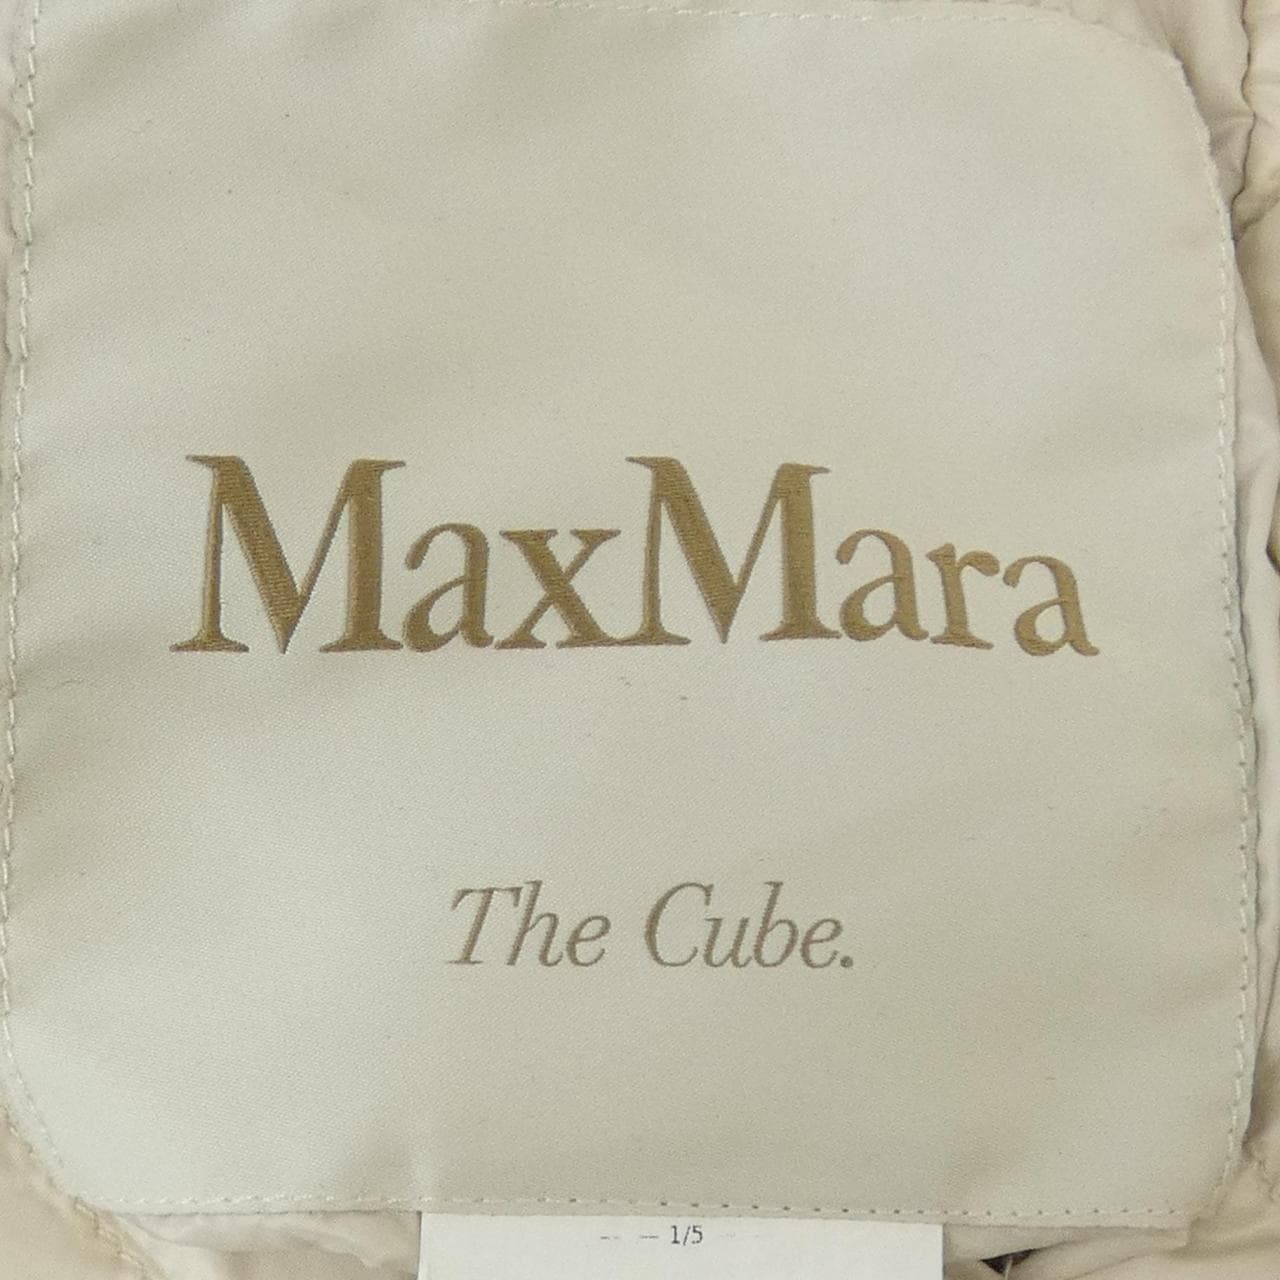 MaxMara
The Cube.
-- -- 1/5